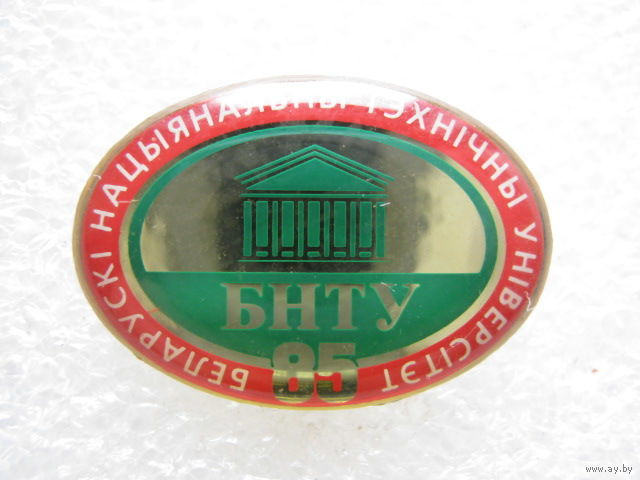 БЕЛАРУСКІ НАЦЫЯНАЛЬНЫ ТЭХНІЧНЫ УНІВЕРСІТЭТ
БНТУ
85
www.ay.by